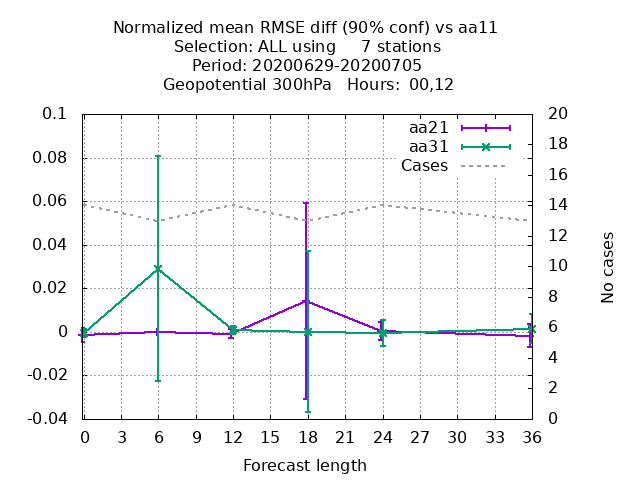 Normalized mean RMSE diff (90% conf) vs aa11
Selection: ALL using     7 stations
Period: 20200629-20200705
Geopotential 300hPa   Hours: 00,12
0.1
0.08
0.06
0.04
0.02
0
-0.02
-0.04
aa21
aa31
Cases
20
18
16
14
12
10
8
6
4
2
0
No cases
0 3 6 9 12 15 18 21 24 27 30 33 36
Forecast length